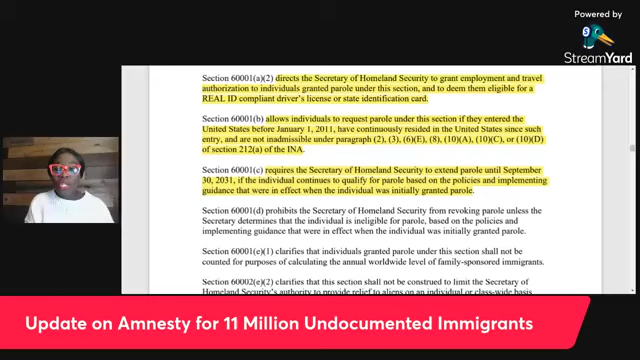 Powered by
StreamYard
Section 60001(a)(2) directs the Secretary of Homeland Security to grant employment and travel
authorization to individuals granted parole under this section, and to deem them eligible for a
REAL ID compliant driver's license or state identification card.
Section 60001(b) allows individuals to request parole under this section if they entered the
United States before January 1, 2011, have continuously resided in the United States since such
entry, and are not inadmissible under paragraph (2), (3), (6)(E), (8), (10)(A), (10)(C), or (10)(D)
of section 212(a) of the INA.
Section 60001(c) requires the Secretary of Homeland Security to extend parole until September
30, 2031, if the individual continues to qualify for parole based on the policies and implementing
guidance that were in effect when the individual was initially granted parole.
Section 60001(d) prohibits the Secretary of Homeland Security from revoking parole unless the
Secretary determines that the individual is ineligible for parole, based on the policies and
implementing guidance that were in effect when the individual was initially granted parole.
Section 60001(e)(1) clarifies that individuals granted parole under this section shall not be
counted for purposes of calculating the annual worldwide level of family-sponsored immigrants.
Section 60002(e)(2) clarifies that this section shall not be construed to limit the Secretary of
Homeland Security's authority to provide relief to aliens on an individual or class-wide basis
Update on Amnesty for 11 Million Undocumented Immigrants